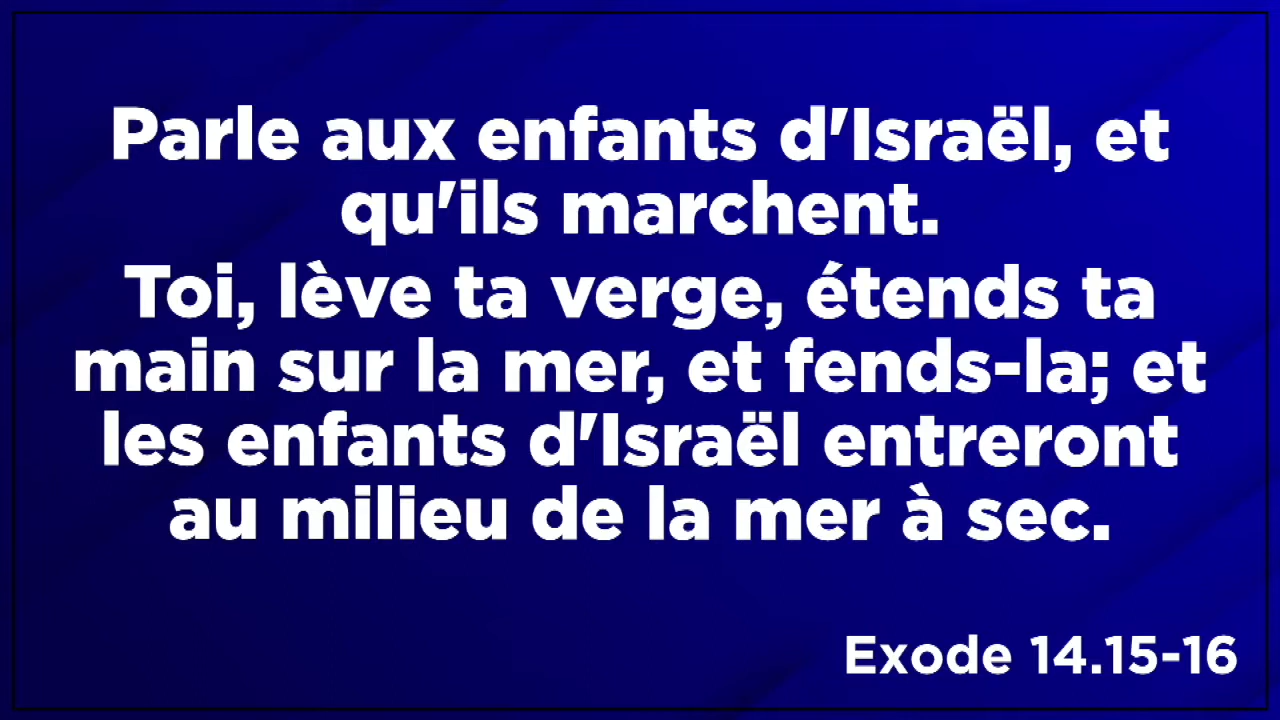 Parle aux enfants d'Israël, et
qu'ils marchent.
Toi, lève ta verge, étends ta
main sur la mer, et fends-la; et
les enfants d'Israël entreront
au milieu de la mer à sec.
Exode 14.15-16